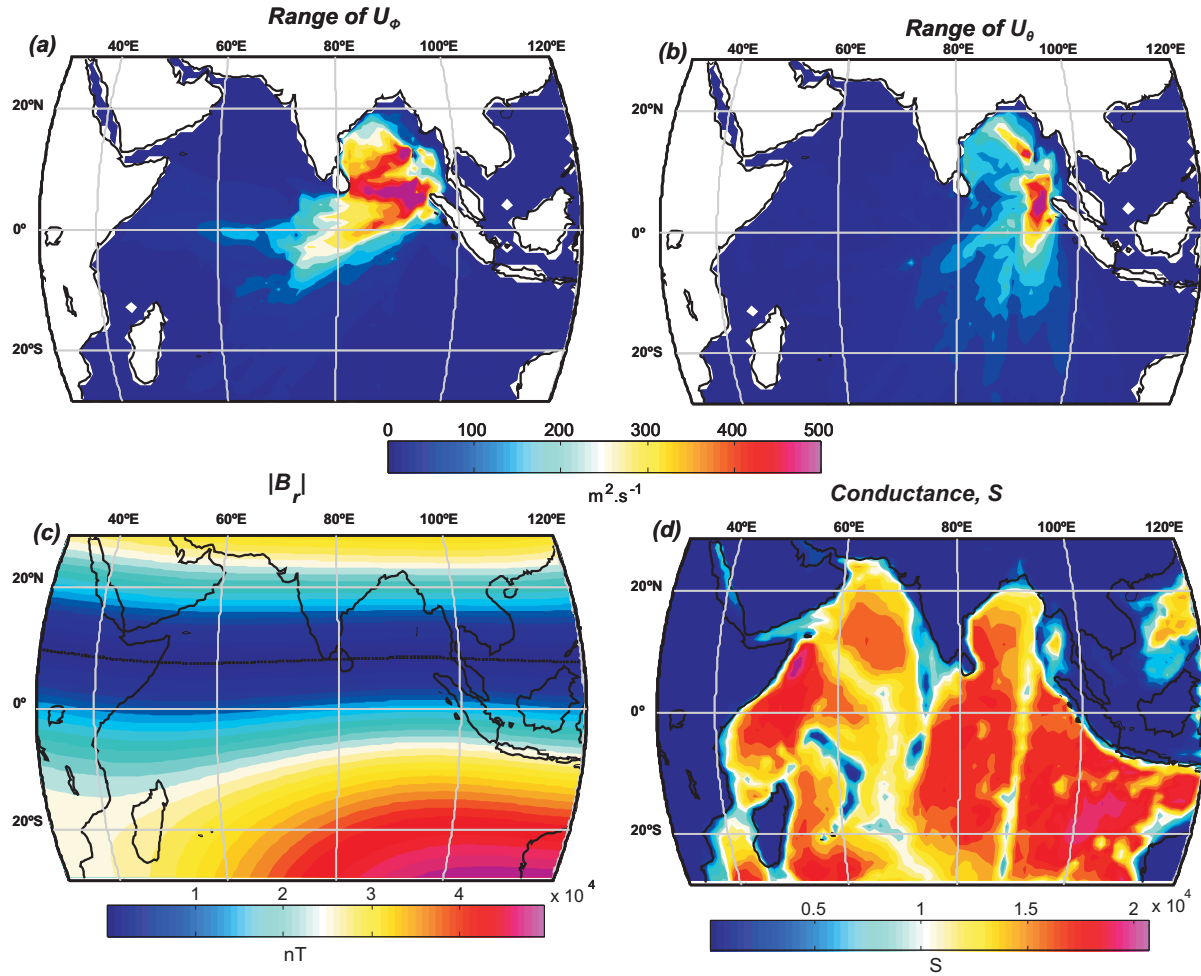 Range of U_ϕ
Range of U_θ
(a) 40ºE 60ºE 80ºE 100ºE 120ºE
(b) 40ºE 60ºE 80ºE 100ºE 120ºE
20ºN
20ºN
0º
0º
20ºS
20ºS
0 100 200 300 400 500
m².s⁻¹
|B_r|
Conductance, S
(c) 40ºE 60ºE 80ºE 100ºE 120ºE
(d) 40ºE 60ºE 80ºE 100ºE 120ºE
20ºN
20ºN
0º
0º
20ºS
20ºS
1 2 3 4 x 10⁴
nT
0.5 1 1.5 2 x 10⁴
S